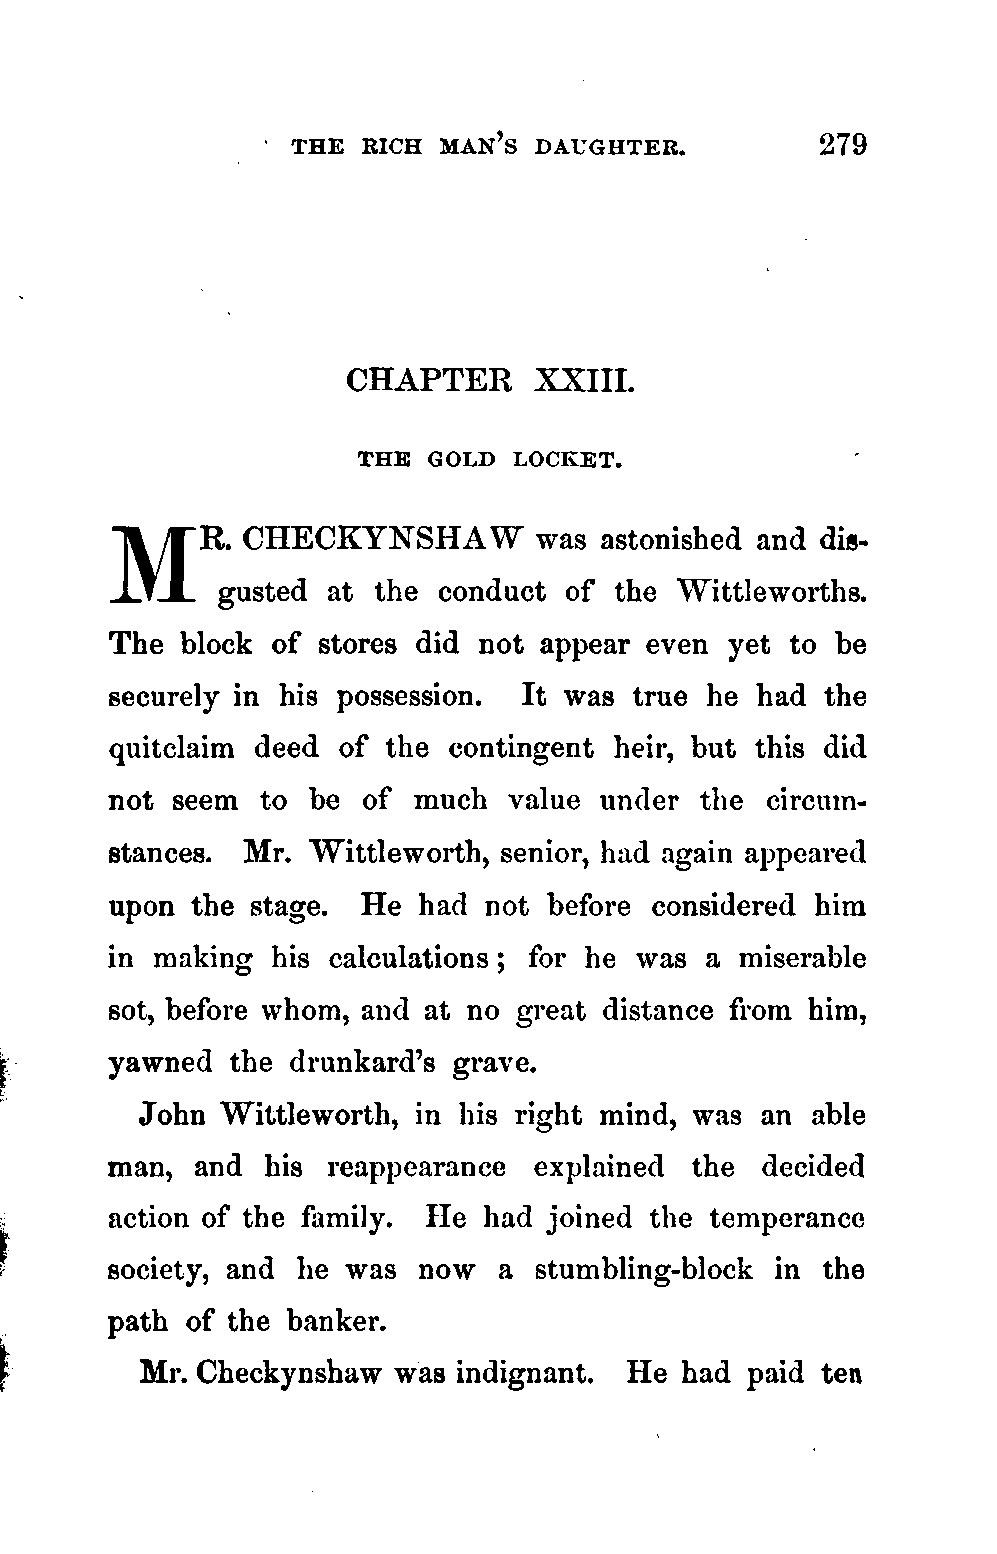 THE RICH MAN'S DAUGHTER. 279
CHAPTER XXIII.
THE GOLD LOCKET.
MR. CHECKYNSHAW was astonished and dis-
gusted at the conduct of the Wittleworths.
The block of stores did not appear even yet to be
securely in his possession. It was true he had the
quitclaim deed of the contingent heir, but this did
not seem to be of much value under the circum-
stances. Mr. Wittleworth, senior, had again appeared
upon the stage. He had not before considered him
in making his calculations; for he was a miserable
sot, before whom, and at no great distance from him,
yawned the drunkard's grave.
John Wittleworth, in his right mind, was an able
man, and his reappearance explained the decided
action of the family. He had joined the temperance
society, and he was now a stumbling-block in the
path of the banker.
Mr. Checkynshaw was indignant. He had paid ten